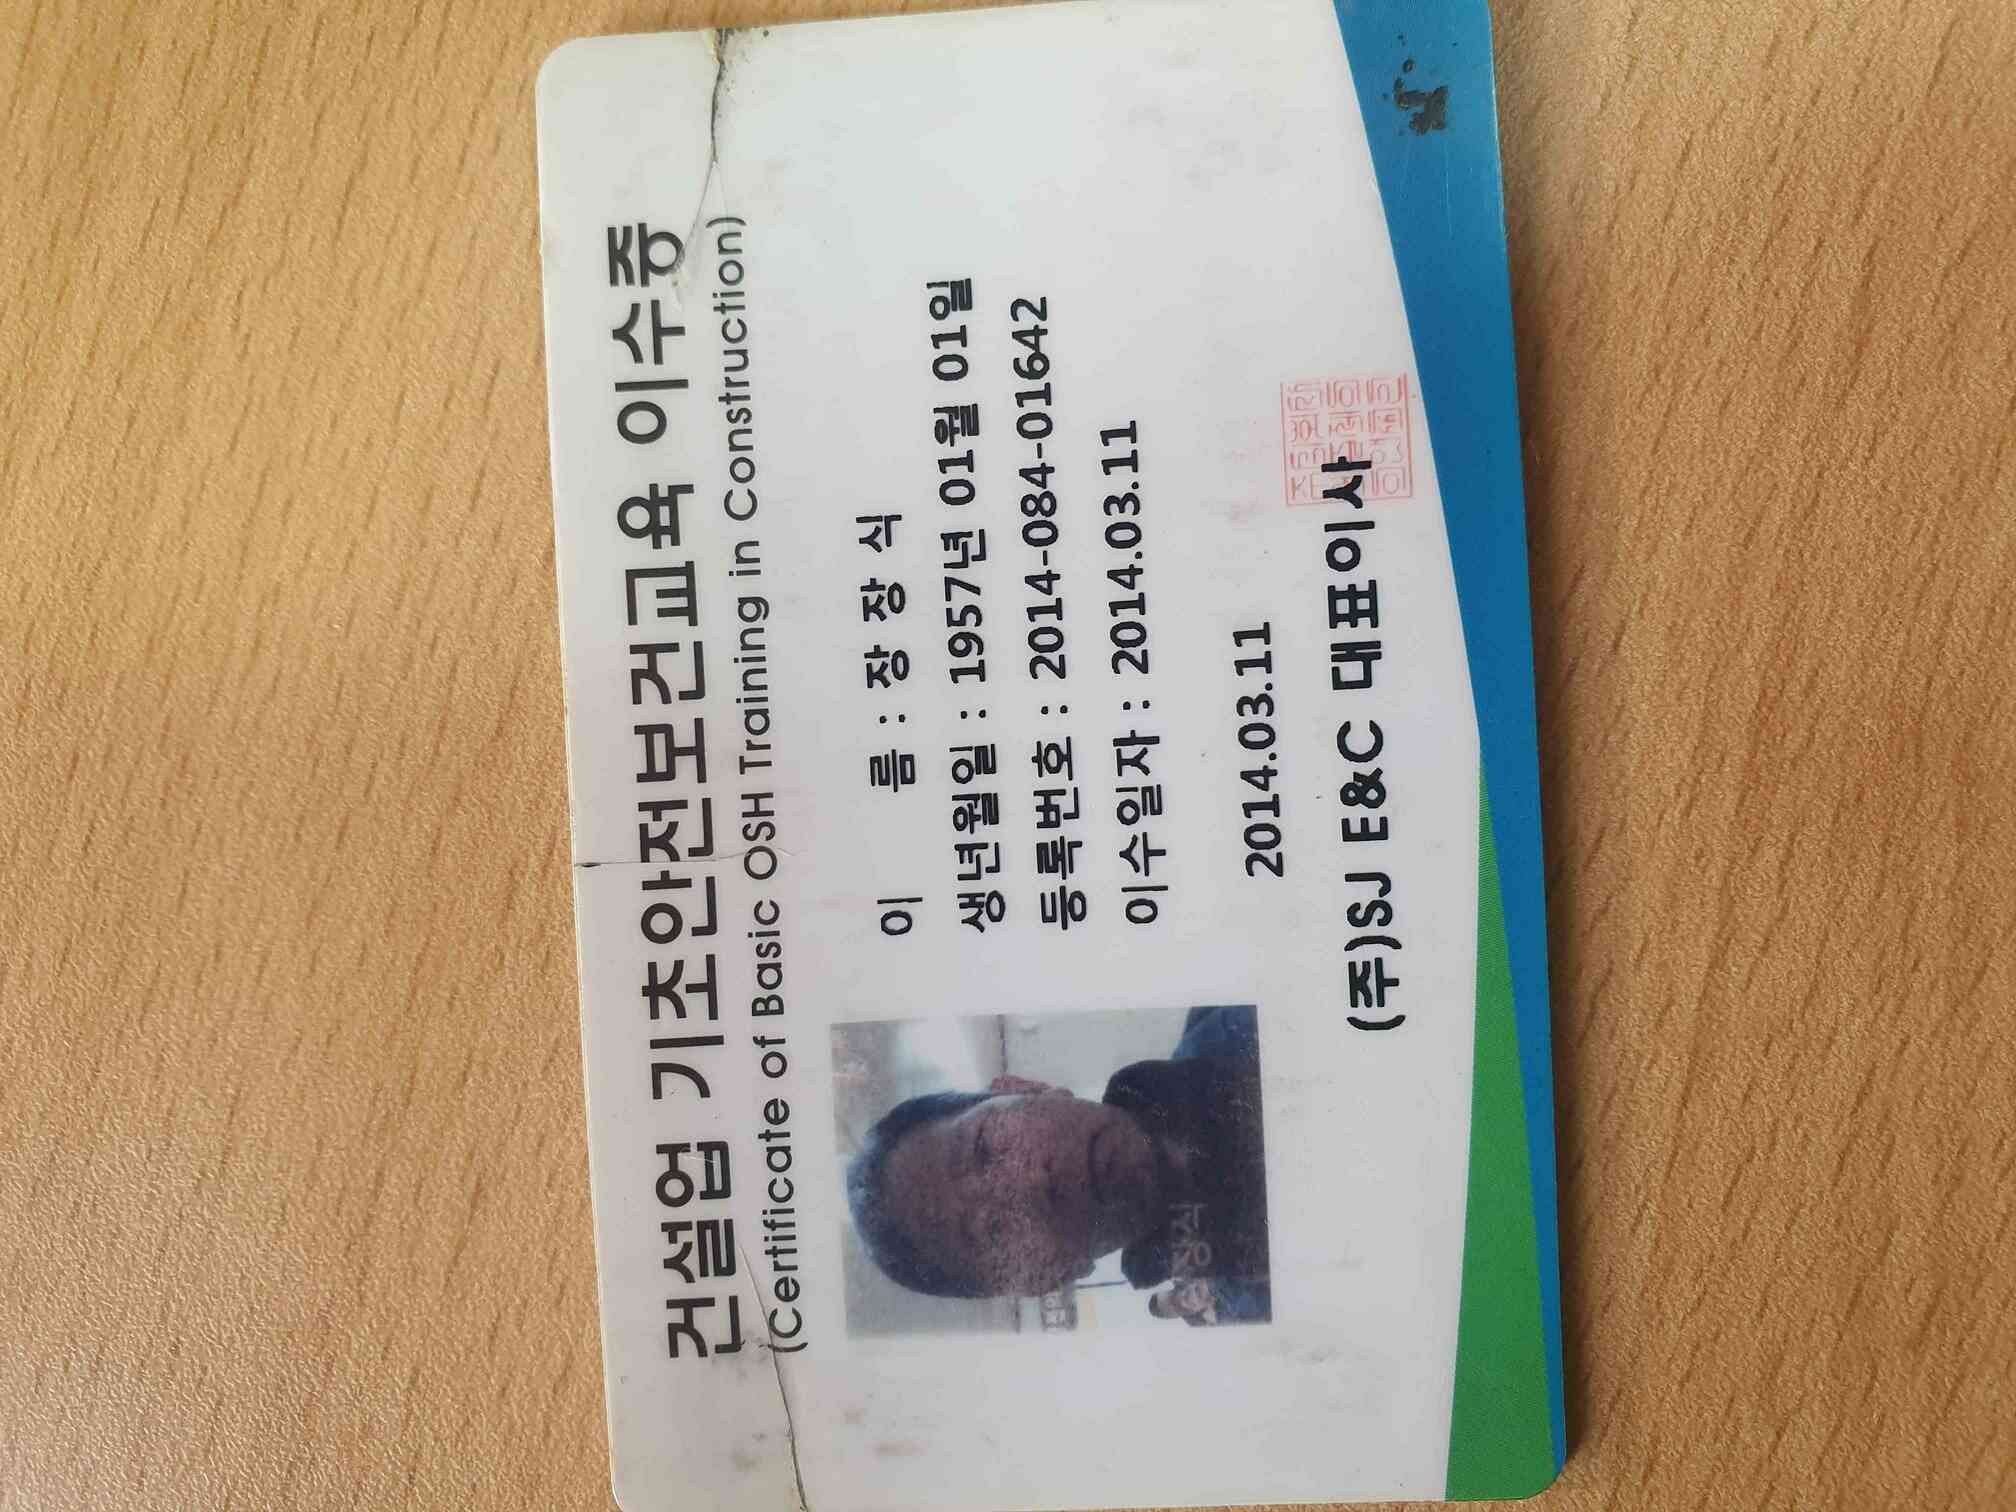 건설업 기초안전보건교육 이수증
(Certificate of Basic OSH Training in Construction)
이 름 : 장 장 식
생년월일 : 1957년 01월 01일
등록번호 : 2014-084-01642
이수일자 : 2014.03.11
2014.03.11
(주)SJ E&C 대표이사